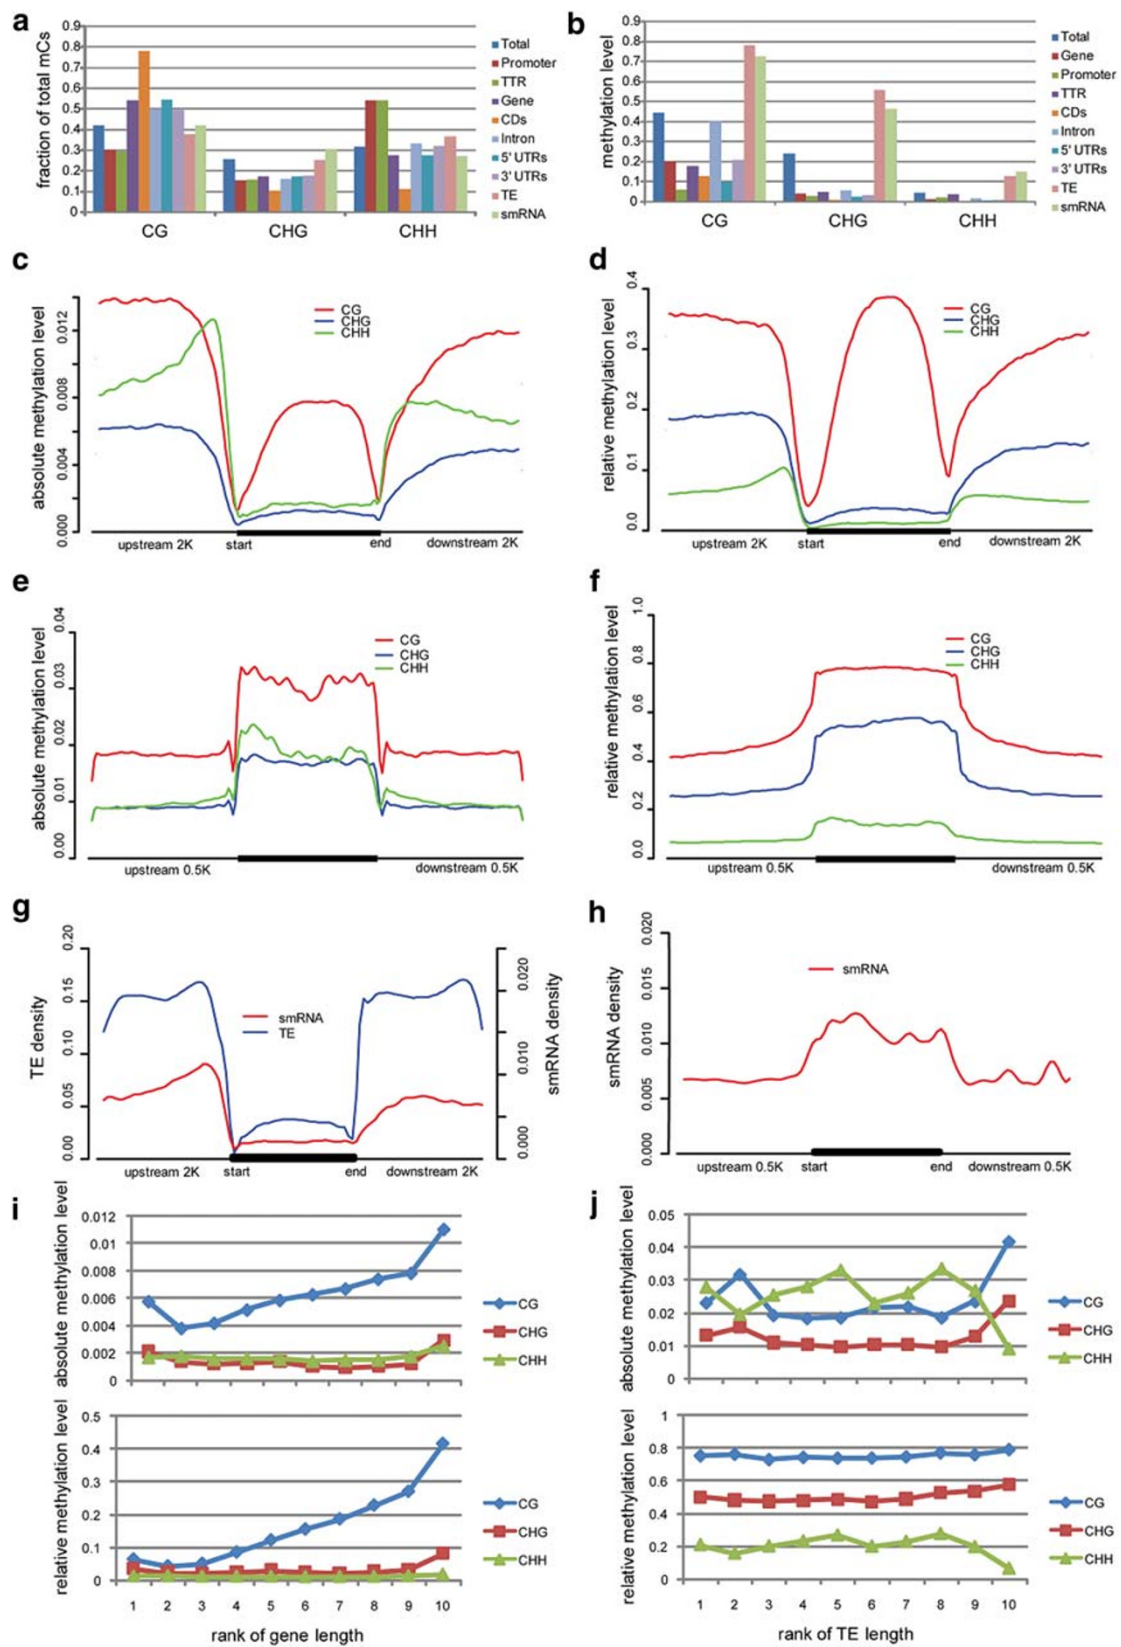 a
fraction of total mCs
0.9
0.8
0.7
0.6
0.5
0.4
0.3
0.2
0.1
0
CG
CHG
CHH
Total
Promoter
TTR
Gene
CDs
Intron
5' UTRs
3' UTRs
TE
smRNA
b
methylation level
0.9
0.8
0.7
0.6
0.5
0.4
0.3
0.2
0.1
0
CG
CHG
CHH
Total
Gene
Promoter
TTR
CDs
Intron
5' UTRs
3' UTRs
TE
smRNA
c
absolute methylation level
0.012
0.008
0.004
0.000
CG
CHG
CHH
upstream 2K
start
end
downstream 2K
d
relative methylation level
0.4
0.3
0.2
0.1
0.0
CG
CHG
CHH
upstream 2K
start
end
downstream 2K
e
absolute methylation level
0.04
0.03
0.02
0.01
0.00
CG
CHG
CHH
upstream 0.5K
downstream 0.5K
f
relative methylation level
1.0
0.8
0.6
0.4
0.2
0.0
CG
CHG
CHH
upstream 0.5K
downstream 0.5K
g
TE density
0.20
0.15
0.10
0.05
0.00
smRNA
TE
smRNA density
0.020
0.010
0.000
upstream 2K
start
end
downstream 2K
h
smRNA density
0.020
0.015
0.010
0.005
0.000
smRNA
upstream 0.5K
start
end
downstream 0.5K
i
absolute methylation level
0.012
0.01
0.008
0.006
0.004
0.002
0
CG
CHG
CHH
relative methylation level
0.5
0.4
0.3
0.2
0.1
0
CG
CHG
CHH
1 2 3 4 5 6 7 8 9 10
rank of gene length
j
absolute methylation level
0.05
0.04
0.03
0.02
0.01
0
CG
CHG
CHH
relative methylation level
1
0.8
0.6
0.4
0.2
0
CG
CHG
CHH
1 2 3 4 5 6 7 8 9 10
rank of TE length